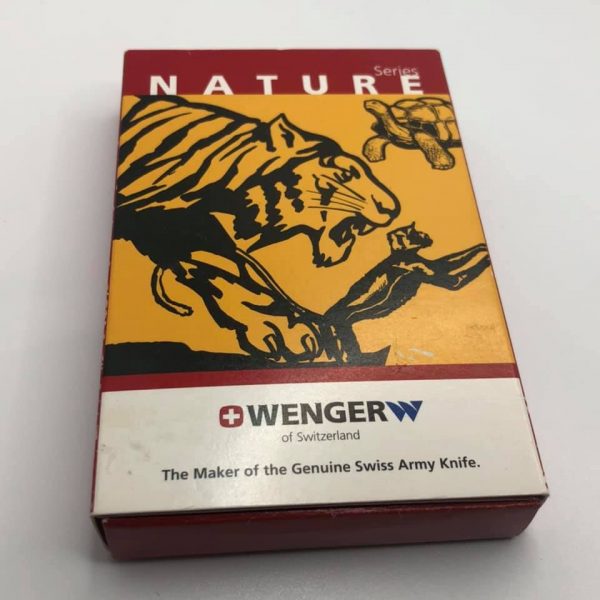 Series
NATURE
WENGER
of Switzerland
The Maker of the Genuine Swiss Army Knife.